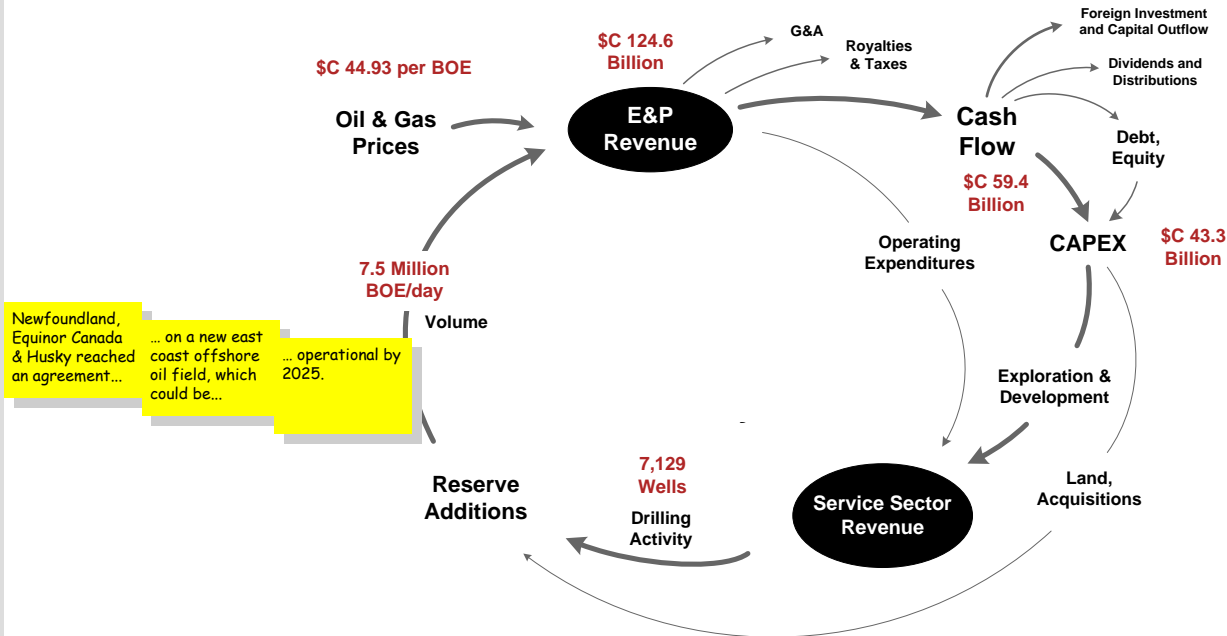 Foreign Investment
and Capital Outflow
G&A
$C 124.6
Billion
Royalties
& Taxes
$C 44.93 per BOE
Dividends and
Distributions
Oil & Gas
Prices
E&P
Revenue
Cash
Flow
Debt,
Equity
$C 59.4
Billion
CAPEX
$C 43.3
Billion
Operating
Expenditures
7.5 Million
BOE/day
Volume
Newfoundland,
Equinor Canada
& Husky reached
an agreement...
... on a new east
coast offshore
oil field, which
could be...
... operational by
2025.
Exploration &
Development
7,129
Wells
Drilling
Activity
Reserve
Additions
Service Sector
Revenue
Land,
Acquisitions